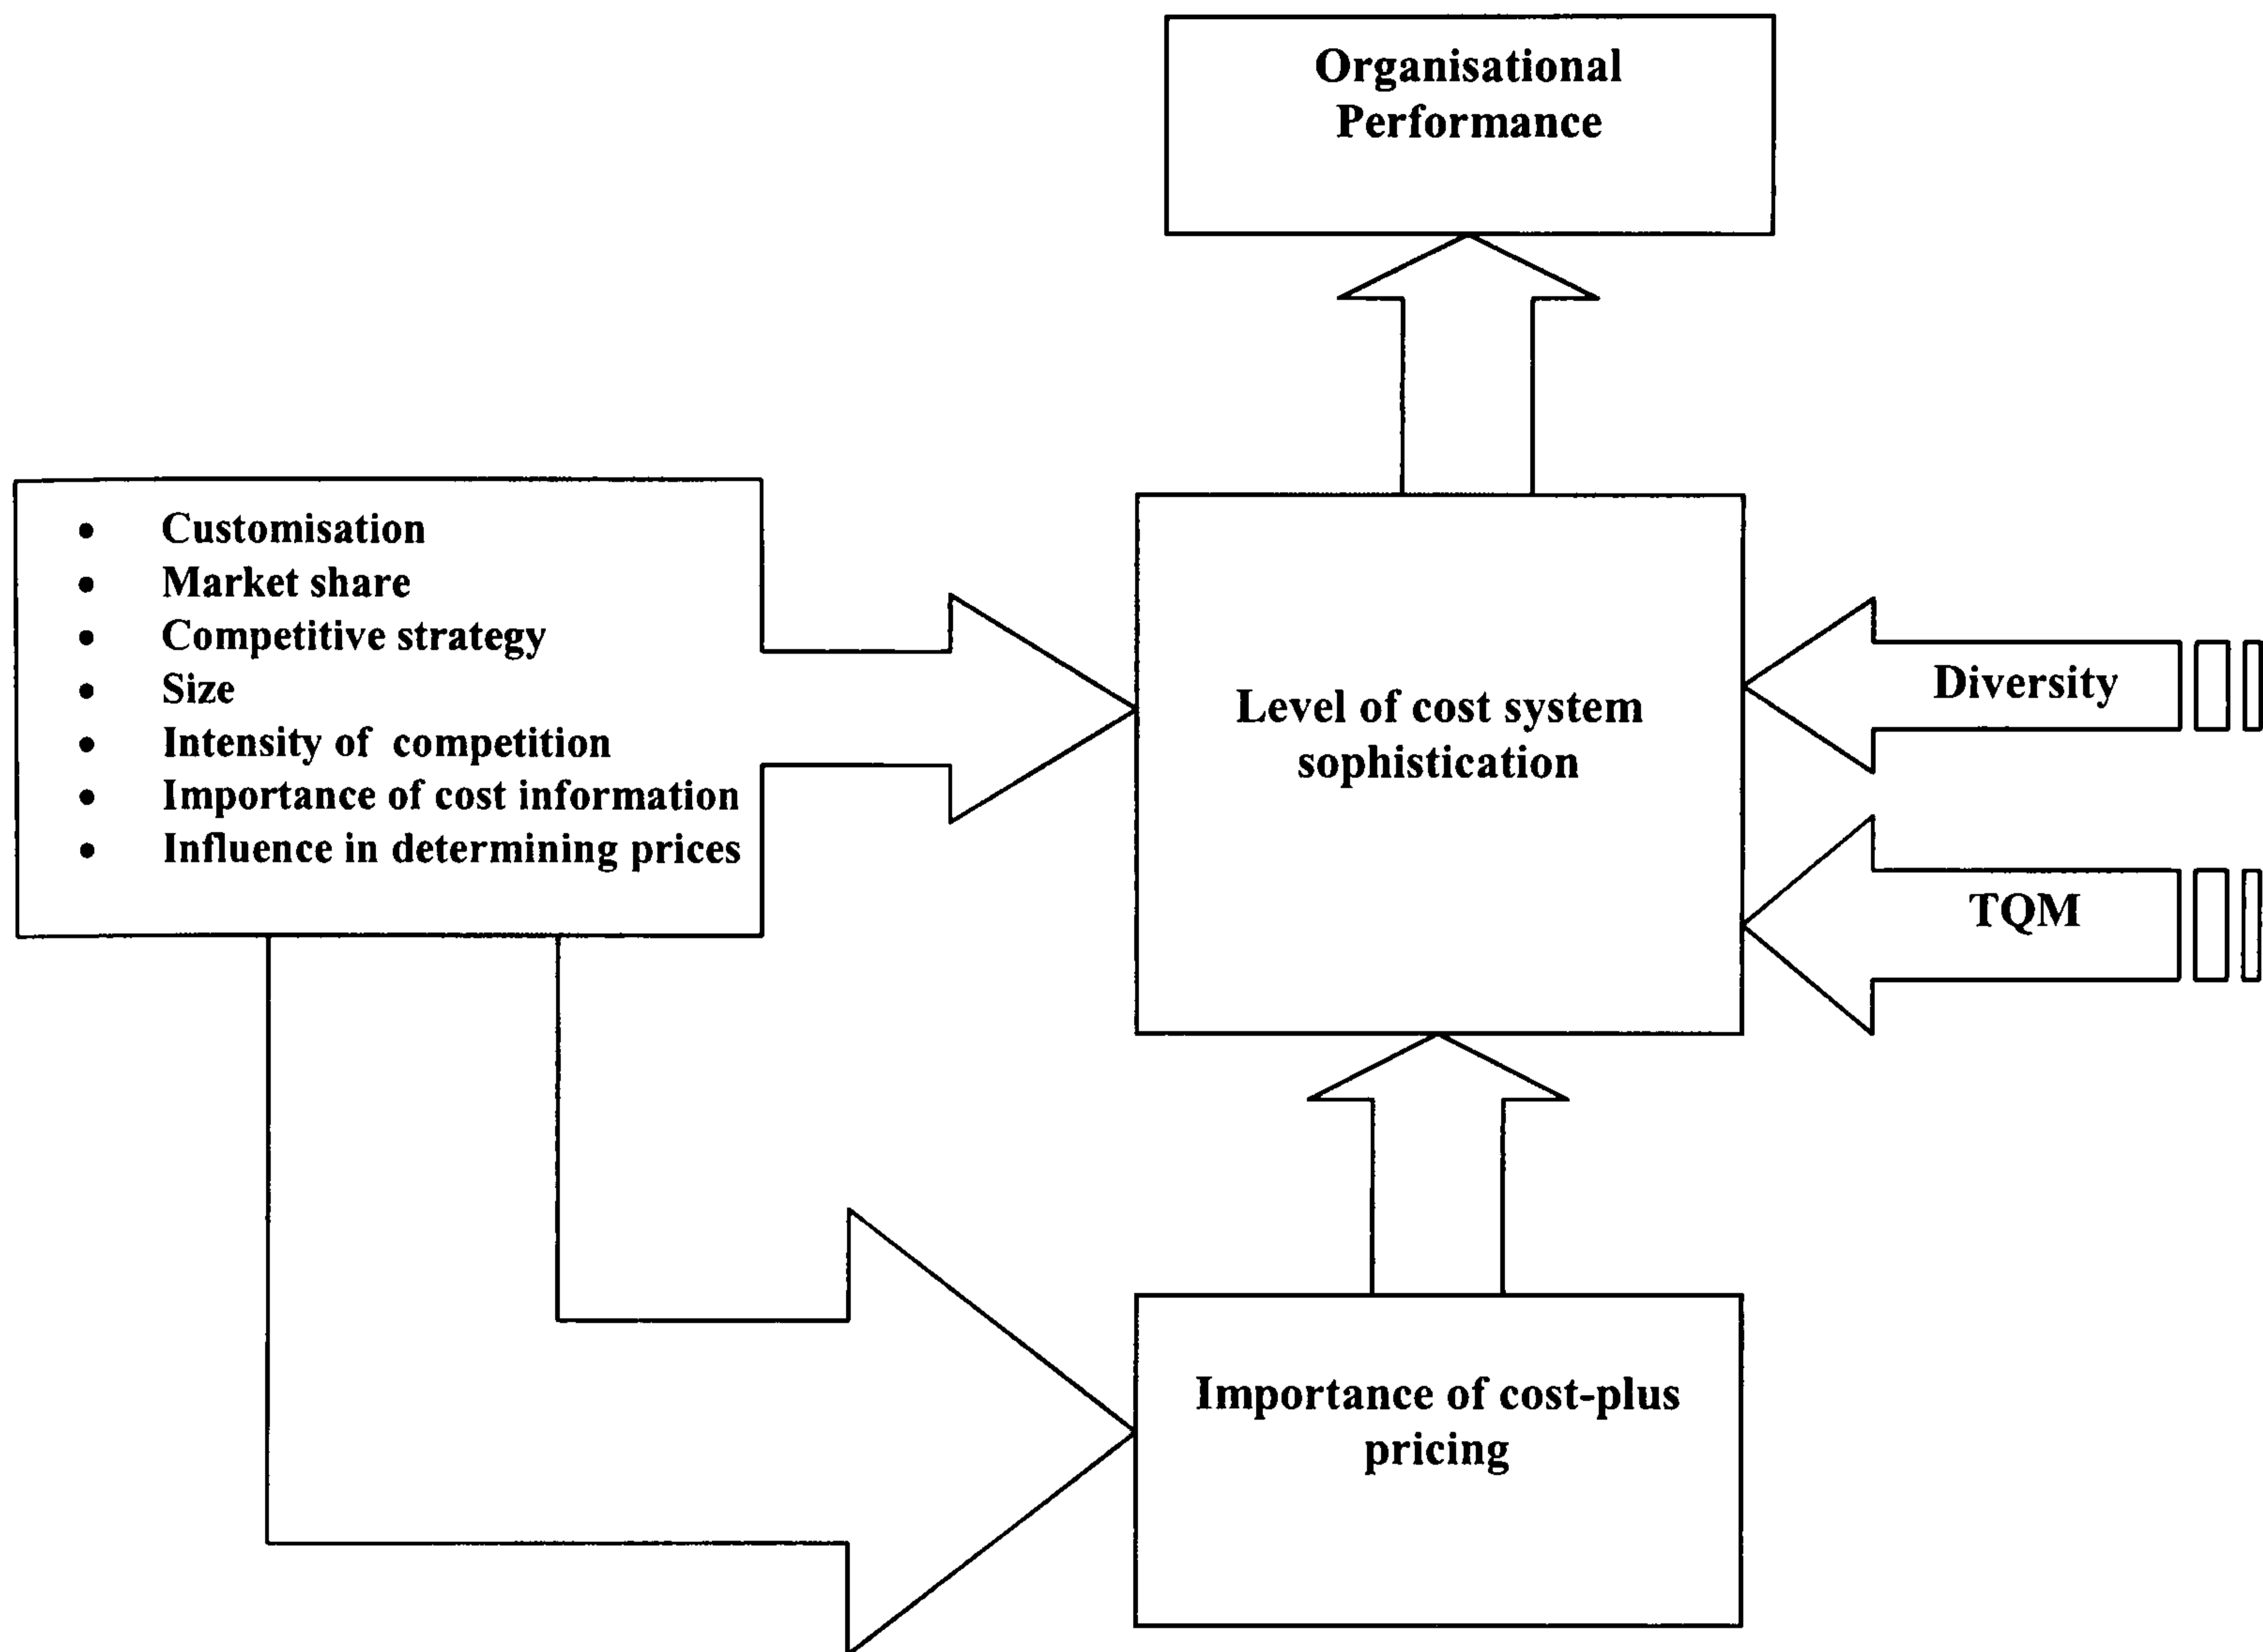 Organisational
Performance
• Customisation
• Market share
• Competitive strategy
• Size
• Intensity of competition
• Importance of cost information
• Influence in determining prices
Level of cost system
sophistication
Diversity
TQM
Importance of cost-plus
pricing